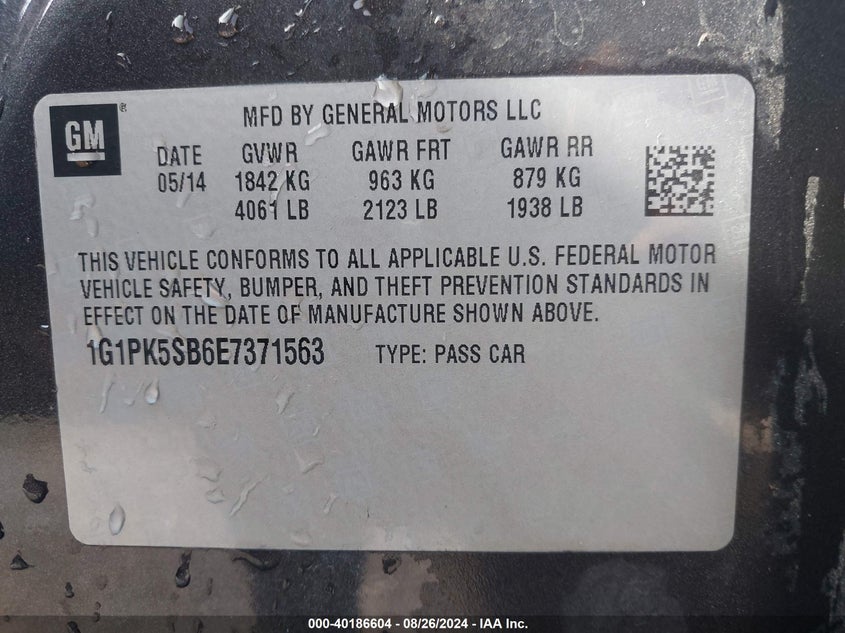 GM
MFD BY GENERAL MOTORS LLC
DATE GVWR GAWR FRT GAWR RR
05/14 1842 KG 963 KG 879 KG
4061 LB 2123 LB 1938 LB
THIS VEHICLE CONFORMS TO ALL APPLICABLE U.S. FEDERAL MOTOR
VEHICLE SAFETY, BUMPER, AND THEFT PREVENTION STANDARDS IN
EFFECT ON THE DATE OF MANUFACTURE SHOWN ABOVE.
1G1PK5SB6E7371563 TYPE: PASS CAR
000-40186604 - 08/26/2024 - IAA Inc.